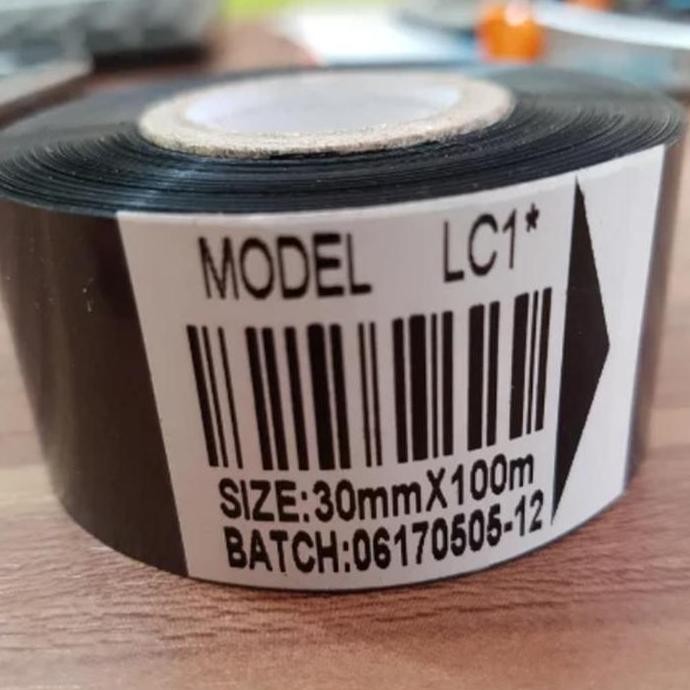 MODEL LC1*
SIZE:30mmX100m
BATCH:06170505-12